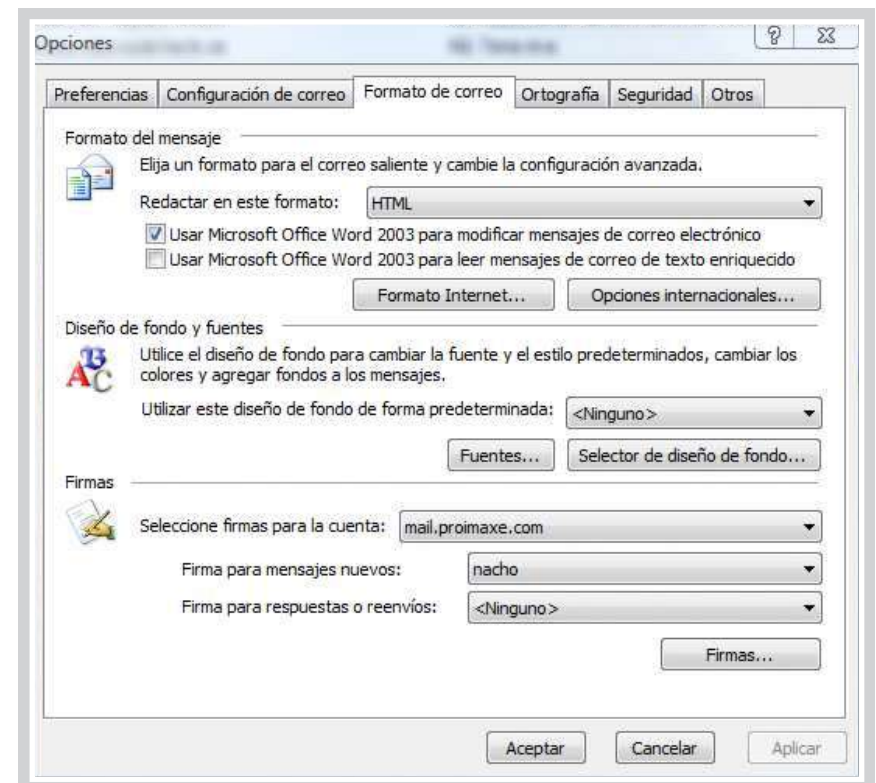 Opciones
Preferencias Configuración de correo Formato de correo Ortografía Seguridad Otros
Formato del mensaje
Elija un formato para el correo saliente y cambie la configuración avanzada.
Redactar en este formato: HTML
Usar Microsoft Office Word 2003 para modificar mensajes de correo electrónico
Usar Microsoft Office Word 2003 para leer mensajes de correo de texto enriquecido
Formato Internet... Opciones internacionales...
Diseño de fondo y fuentes
Utilice el diseño de fondo para cambiar la fuente y el estilo predeterminados, cambiar los
colores y agregar fondos a los mensajes.
Utilizar este diseño de fondo de forma predeterminada: <Ninguno>
Fuentes... Selector de diseño de fondo...
Firmas
Seleccione firmas para la cuenta: mail.proimaxe.com
Firma para mensajes nuevos: nacho
Firma para respuestas o reenvíos: <Ninguno>
Firmas...
Aceptar Cancelar Aplicar